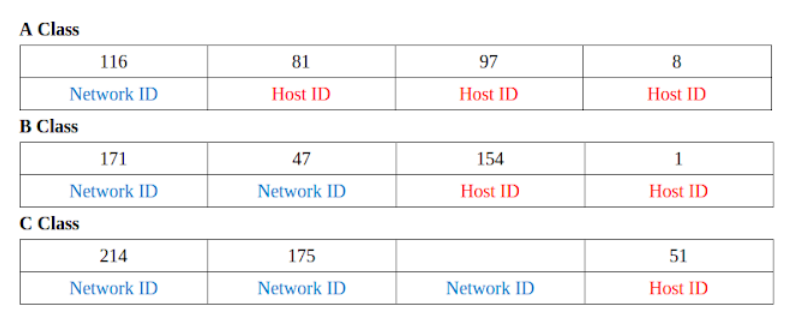 A Class
116 81 97 8
Network ID Host ID Host ID Host ID
B Class
171 47 154 1
Network ID Network ID Host ID Host ID
C Class
214 175 51
Network ID Network ID Network ID Host ID